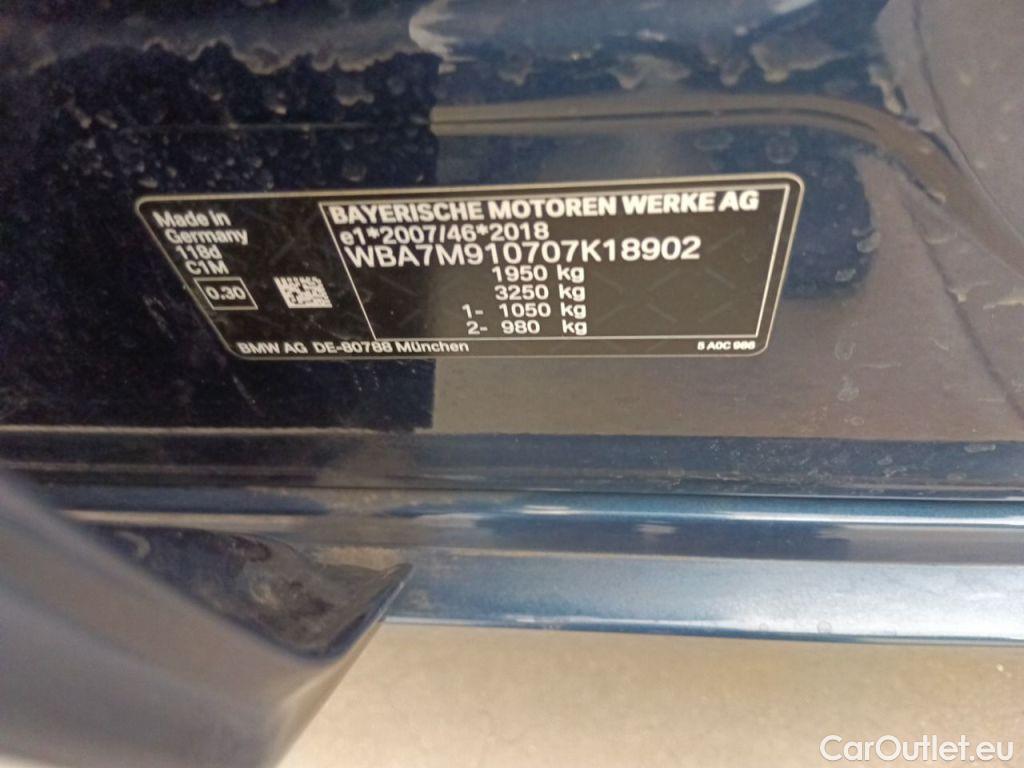 Made in
Germany
118d
C1M
0.30
BAYERISCHE MOTOREN WERKE AG
e1*2007/46*2018
WBA7M910707K18902
1950 kg
3250 kg
1- 1050 kg
2- 980 kg
BMW AG DE-80788 München
5 A0C 986
CarOutlet.eu